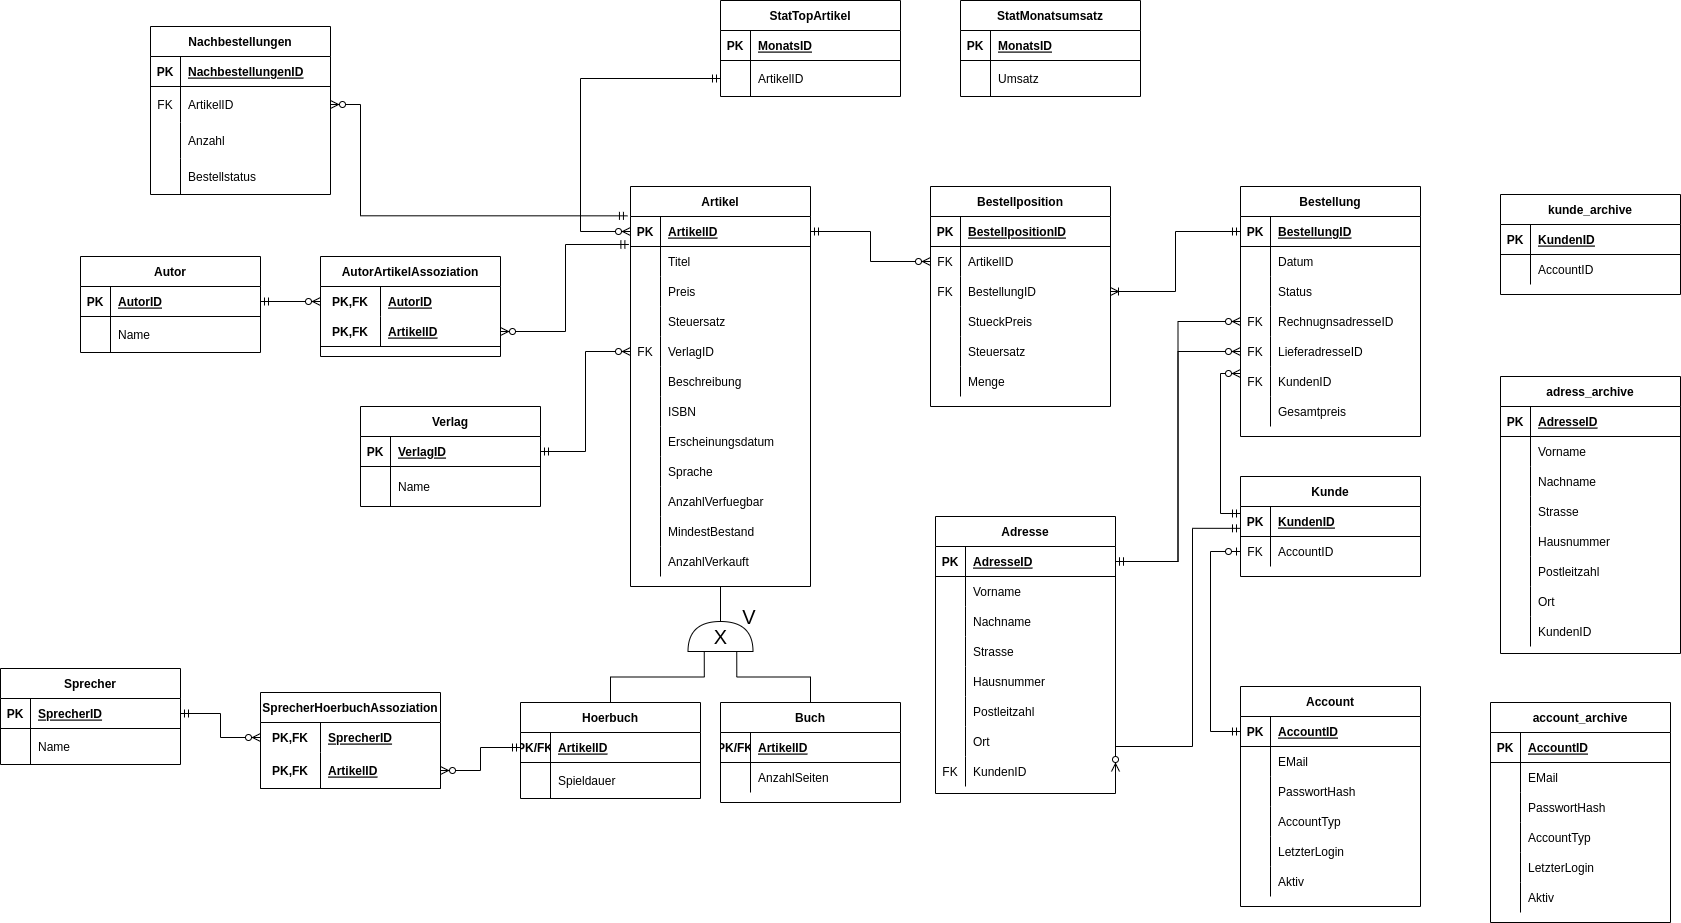 StatTopArtikel
PK MonatsID
ArtikelID
StatMonatsumsatz
PK MonatsID
Umsatz
Nachbestellungen
PK NachbestellungenID
FK ArtikelID
Anzahl
Bestellstatus
Artikel
PK ArtikelID
Titel
Preis
Steuersatz
FK VerlagID
Beschreibung
ISBN
Erscheinungsdatum
Sprache
AnzahlVerfuegbar
MindestBestand
AnzahlVerkauft
Bestellposition
PK BestellpositionID
FK ArtikelID
FK BestellungID
StueckPreis
Steuersatz
Menge
Bestellung
PK BestellungID
Datum
Status
FK RechnugnsadresseID
FK LieferadresseID
FK KundenID
Gesamtpreis
kunde_archive
PK KundenID
AccountID
Autor
PK AutorID
Name
AutorArtikelAssoziation
PK,FK AutorID
PK,FK ArtikelID
Verlag
PK VerlagID
Name
adress_archive
PK AdresseID
Vorname
Nachname
Strasse
Hausnummer
Postleitzahl
Ort
KundenID
Kunde
PK KundenID
FK AccountID
Adresse
PK AdresseID
Vorname
Nachname
Strasse
Hausnummer
Postleitzahl
Ort
FK KundenID
V
X
Sprecher
PK SprecherID
Name
SprecherHoerbuchAssoziation
PK,FK SprecherID
PK,FK ArtikelID
Hoerbuch
PK/FK ArtikelID
Spieldauer
Buch
PK/FK ArtikelID
AnzahlSeiten
Account
PK AccountID
EMail
PasswortHash
AccountTyp
LetzterLogin
Aktiv
account_archive
PK AccountID
EMail
PasswortHash
AccountTyp
LetzterLogin
Aktiv